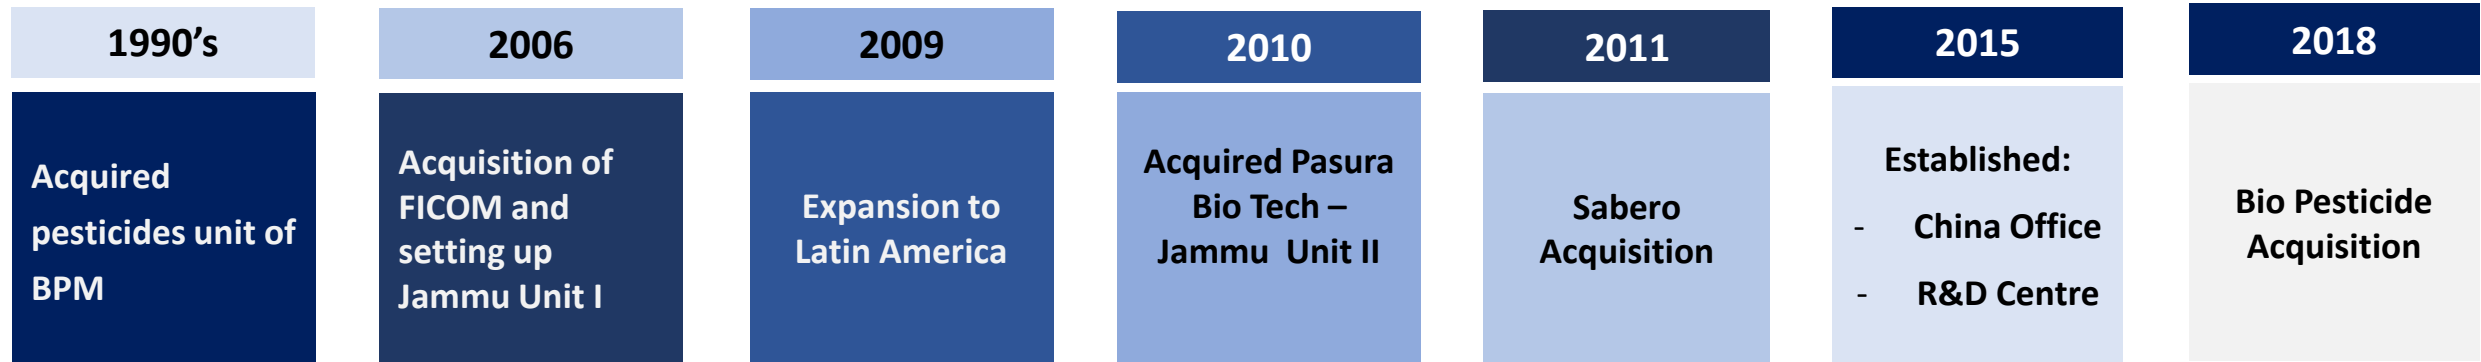 1990’s
Acquired
pesticides unit of
BPM
2006
Acquisition of
FICOM and
setting up
Jammu Unit I
2009
Expansion to
Latin America
2010
Acquired Pasura
Bio Tech –
Jammu Unit II
2011
Sabero
Acquisition
2015
Established:
- China Office
- R&D Centre
2018
Bio Pesticide
Acquisition